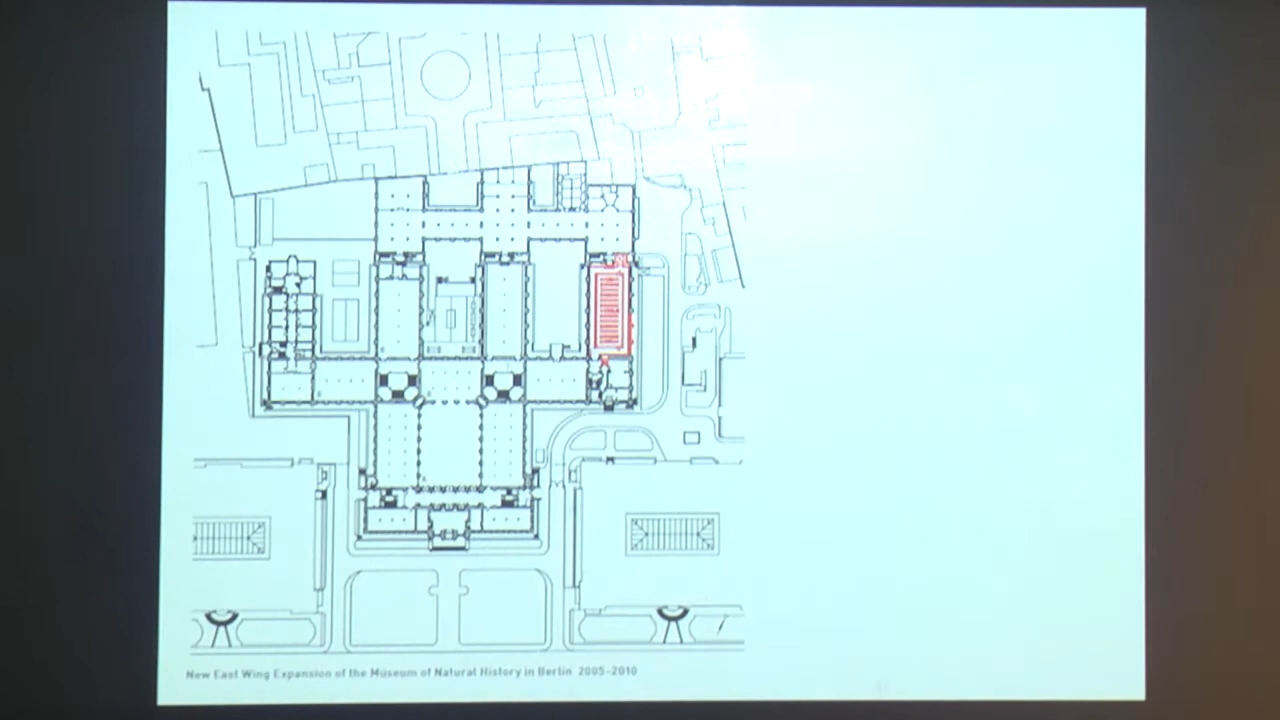 New East Wing Expansion of the Museum of Natural History in Berlin 2005–2010